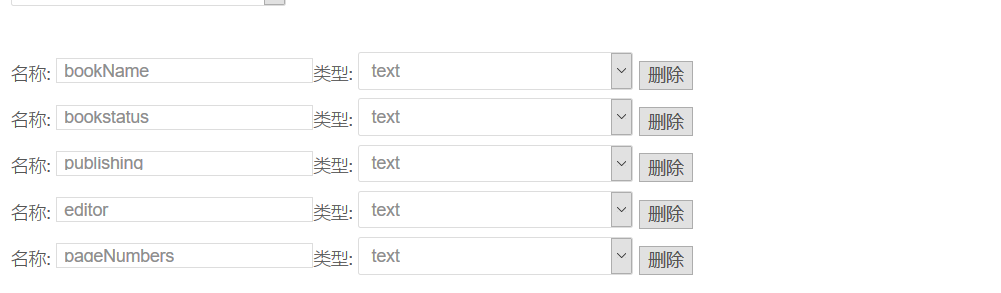 名称: bookName 类型: text 删除
名称: bookstatus 类型: text 删除
名称: publishing 类型: text 删除
名称: editor 类型: text 删除
名称: pageNumbers 类型: text 删除